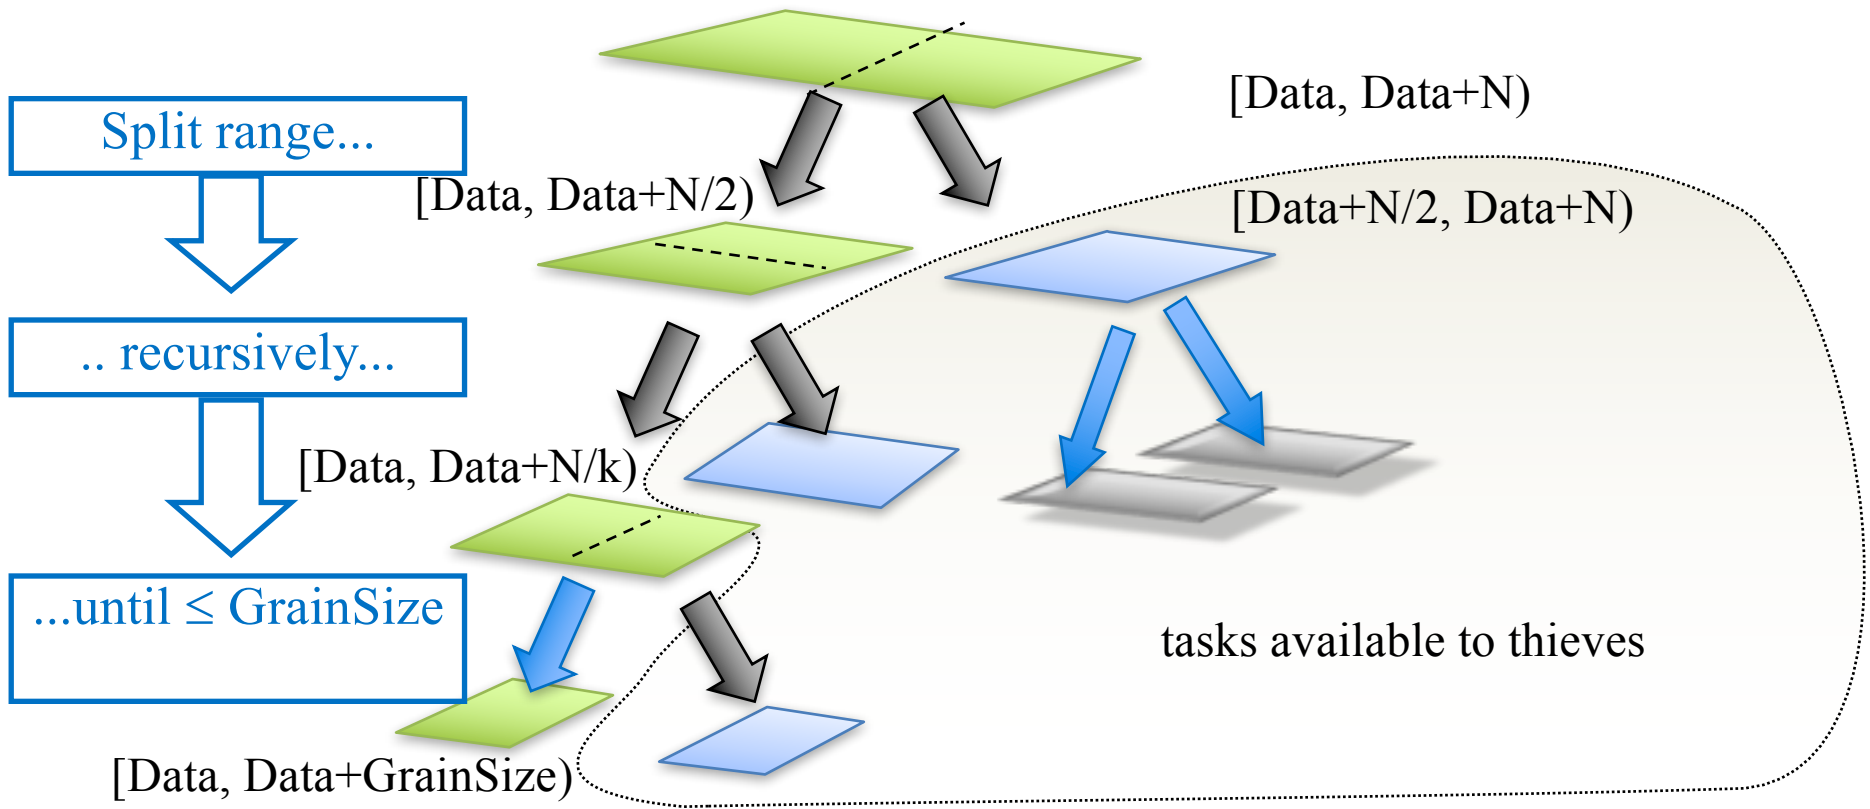 [Data, Data+N)
Split range...
[Data, Data+N/2)
[Data+N/2, Data+N)
.. recursively...
[Data, Data+N/k)
...until ≤ GrainSize
tasks available to thieves
[Data, Data+GrainSize)